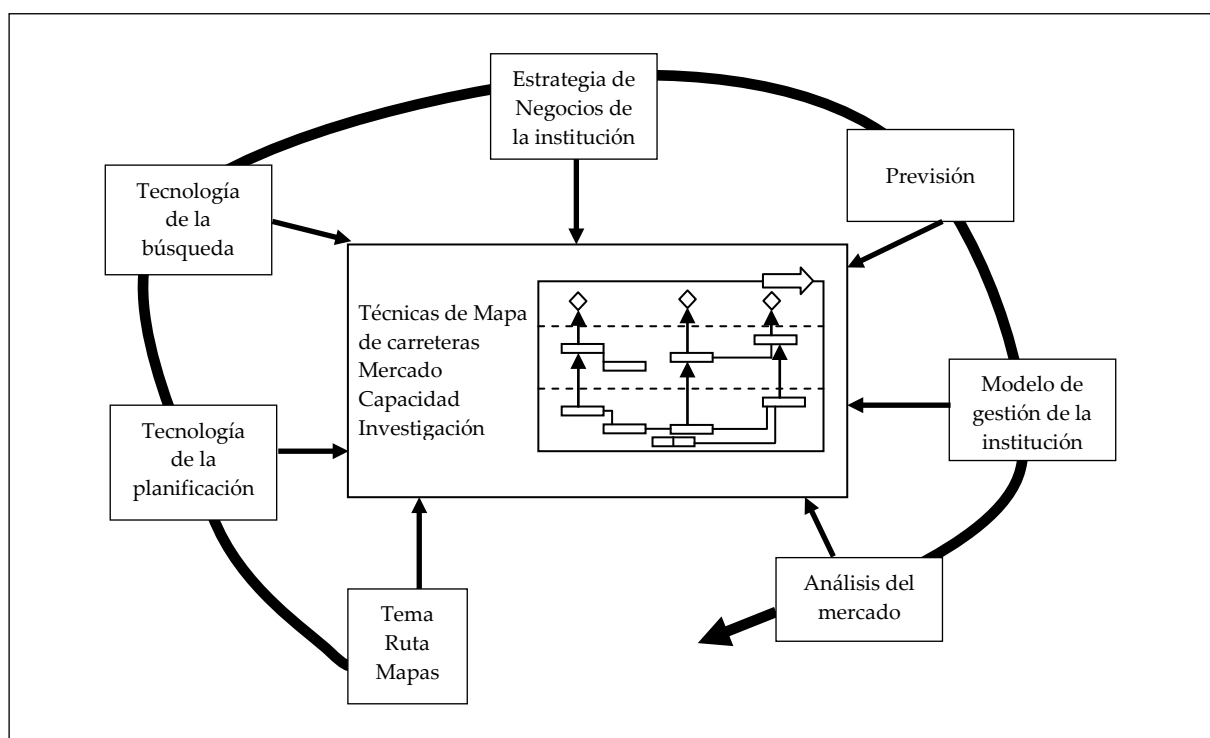 Estrategia de
Negocios de
la institución
Previsión
Tecnología
de la
búsqueda
Técnicas de Mapa
de carreteras
Mercado
Capacidad
Investigación
Modelo de
gestión de la
institución
Tecnología
de la
planificación
Análisis del
mercado
Tema
Ruta
Mapas